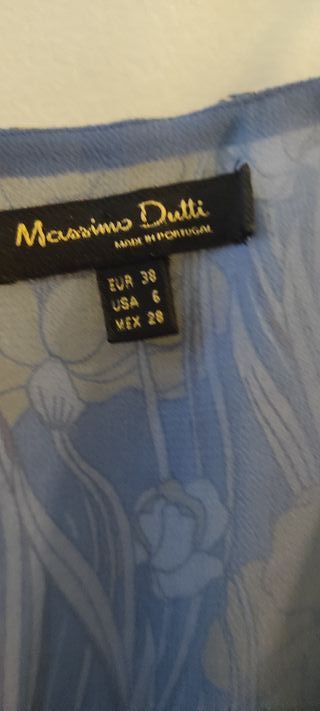 Massimo Dutti
MADE IN PORTUGAL
EUR 38
USA 6
MEX 28